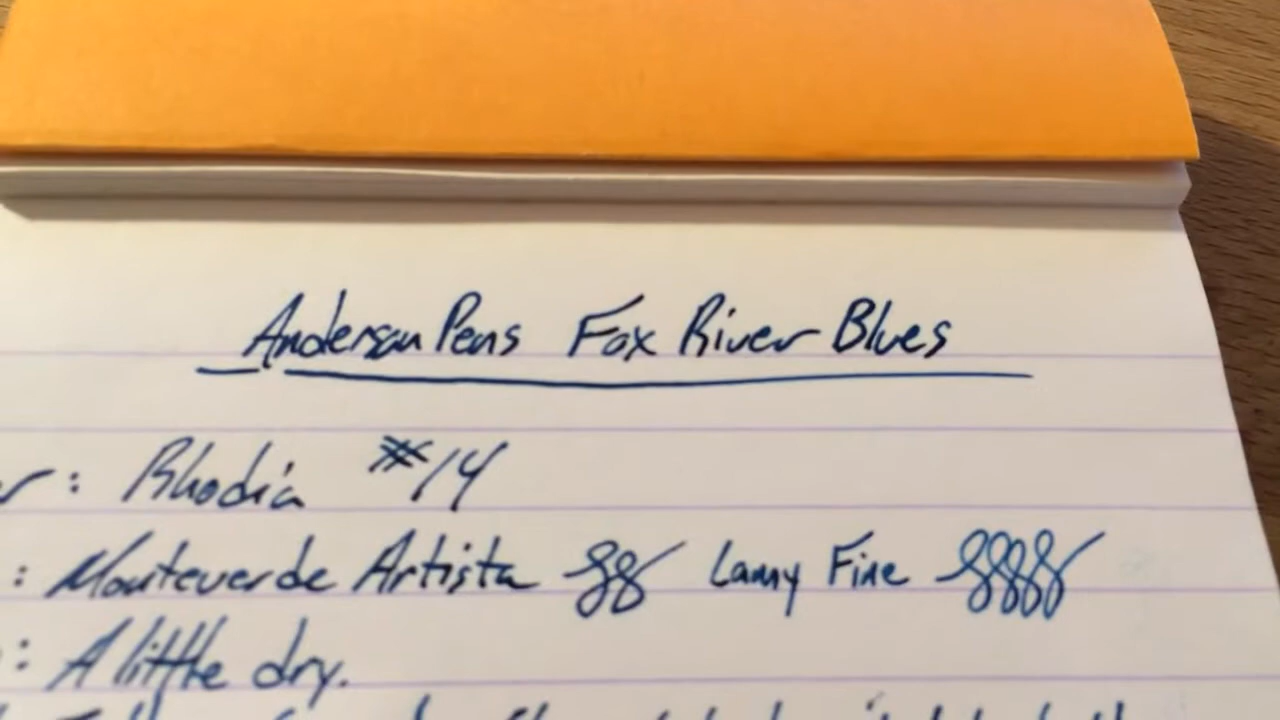 Anderson Pens Fox River Blues
: Rhodia #14
: Monteverde Artista Lamy Fine
: A little dry.